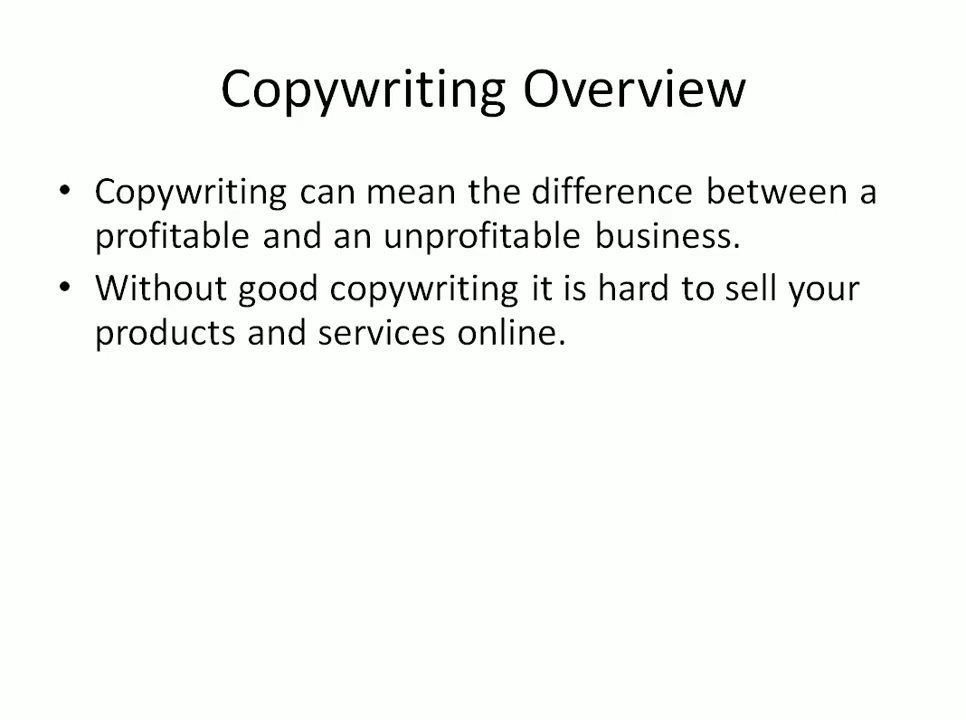 Copywriting Overview
• Copywriting can mean the difference between a
profitable and an unprofitable business.
• Without good copywriting it is hard to sell your
products and services online.